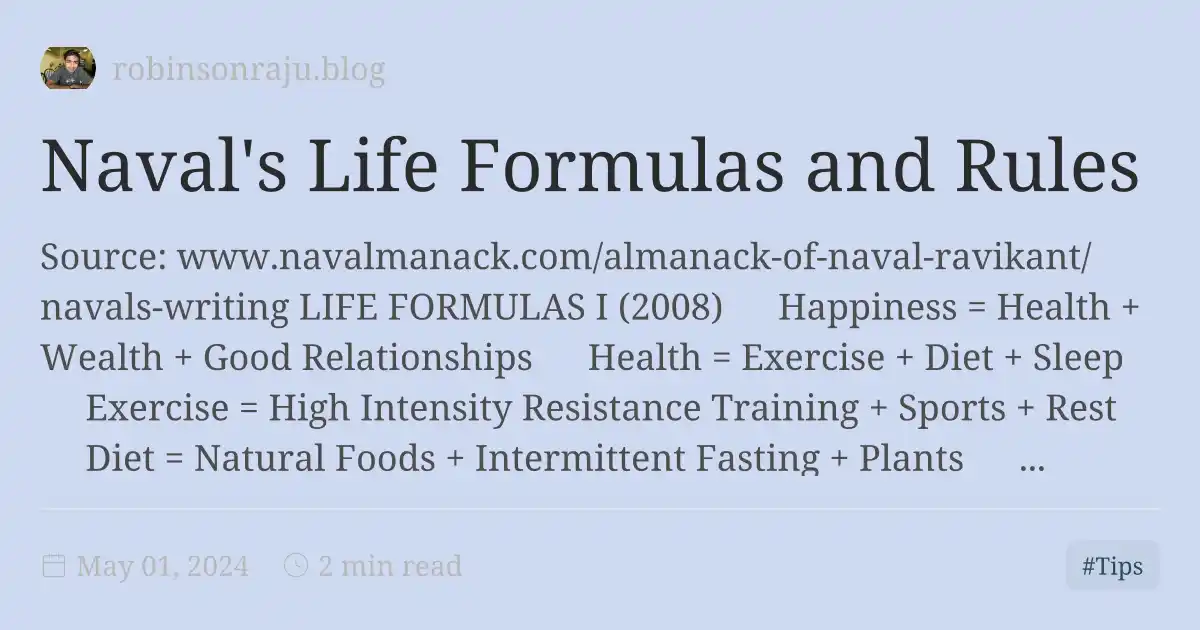 robinsonraju.blog
Naval's Life Formulas and Rules
Source: www.navalmanack.com/almanack-of-naval-ravikant/
navals-writing LIFE FORMULAS I (2008) Happiness = Health +
Wealth + Good Relationships Health = Exercise + Diet + Sleep
Exercise = High Intensity Resistance Training + Sports + Rest
Diet = Natural Foods + Intermittent Fasting + Plants ...
May 01, 2024 2 min read
#Tips